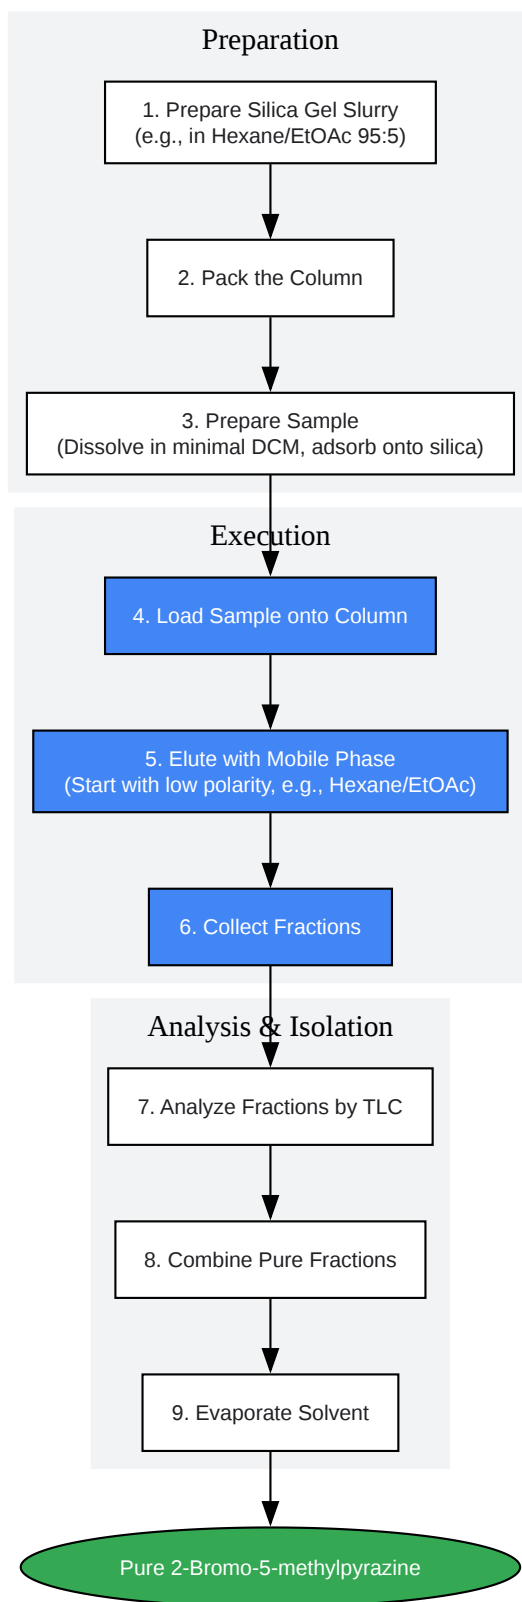 Preparation
1. Prepare Silica Gel Slurry
(e.g., in Hexane/EtOAc 95:5)
2. Pack the Column
3. Prepare Sample
(Dissolve in minimal DCM, adsorb onto silica)
Execution
4. Load Sample onto Column
5. Elute with Mobile Phase
(Start with low polarity, e.g., Hexane/EtOAc)
6. Collect Fractions
Analysis & Isolation
7. Analyze Fractions by TLC
8. Combine Pure Fractions
9. Evaporate Solvent
Pure 2-Bromo-5-methylpyrazine